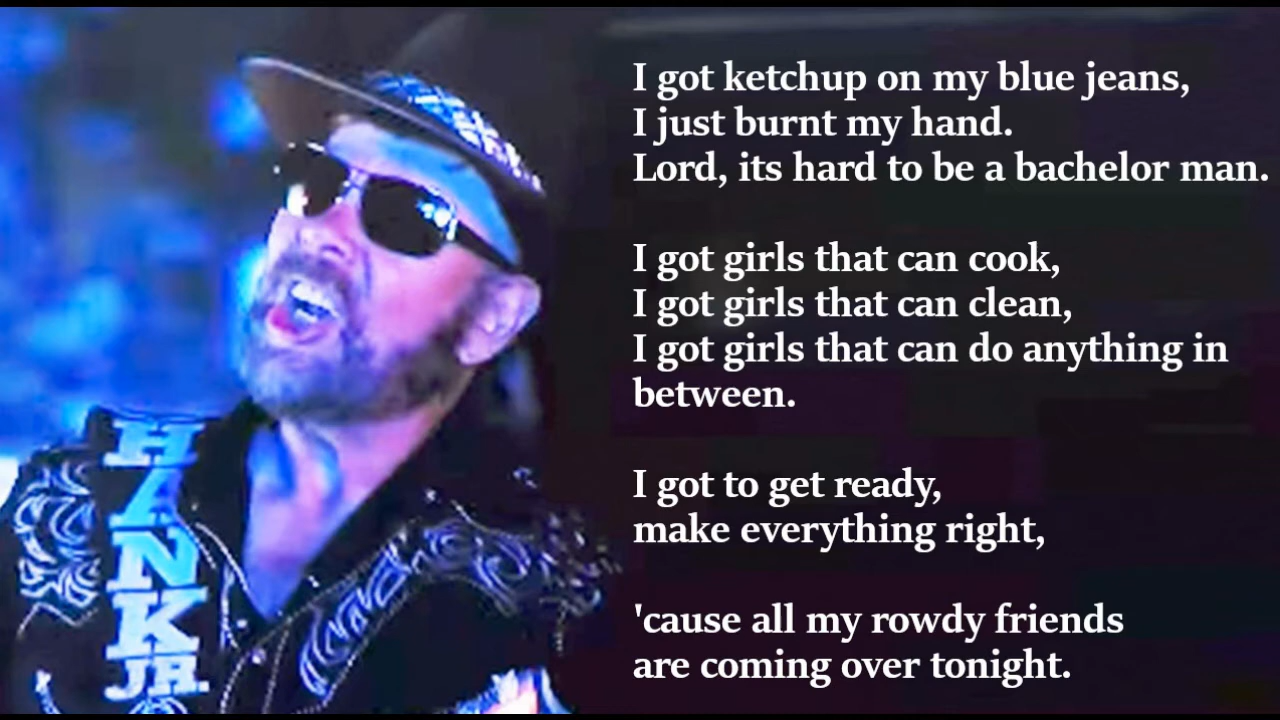 HANK
JR.
I got ketchup on my blue jeans,
I just burnt my hand.
Lord, its hard to be a bachelor man.
I got girls that can cook,
I got girls that can clean,
I got girls that can do anything in
between.
I got to get ready,
make everything right,
'cause all my rowdy friends
are coming over tonight.